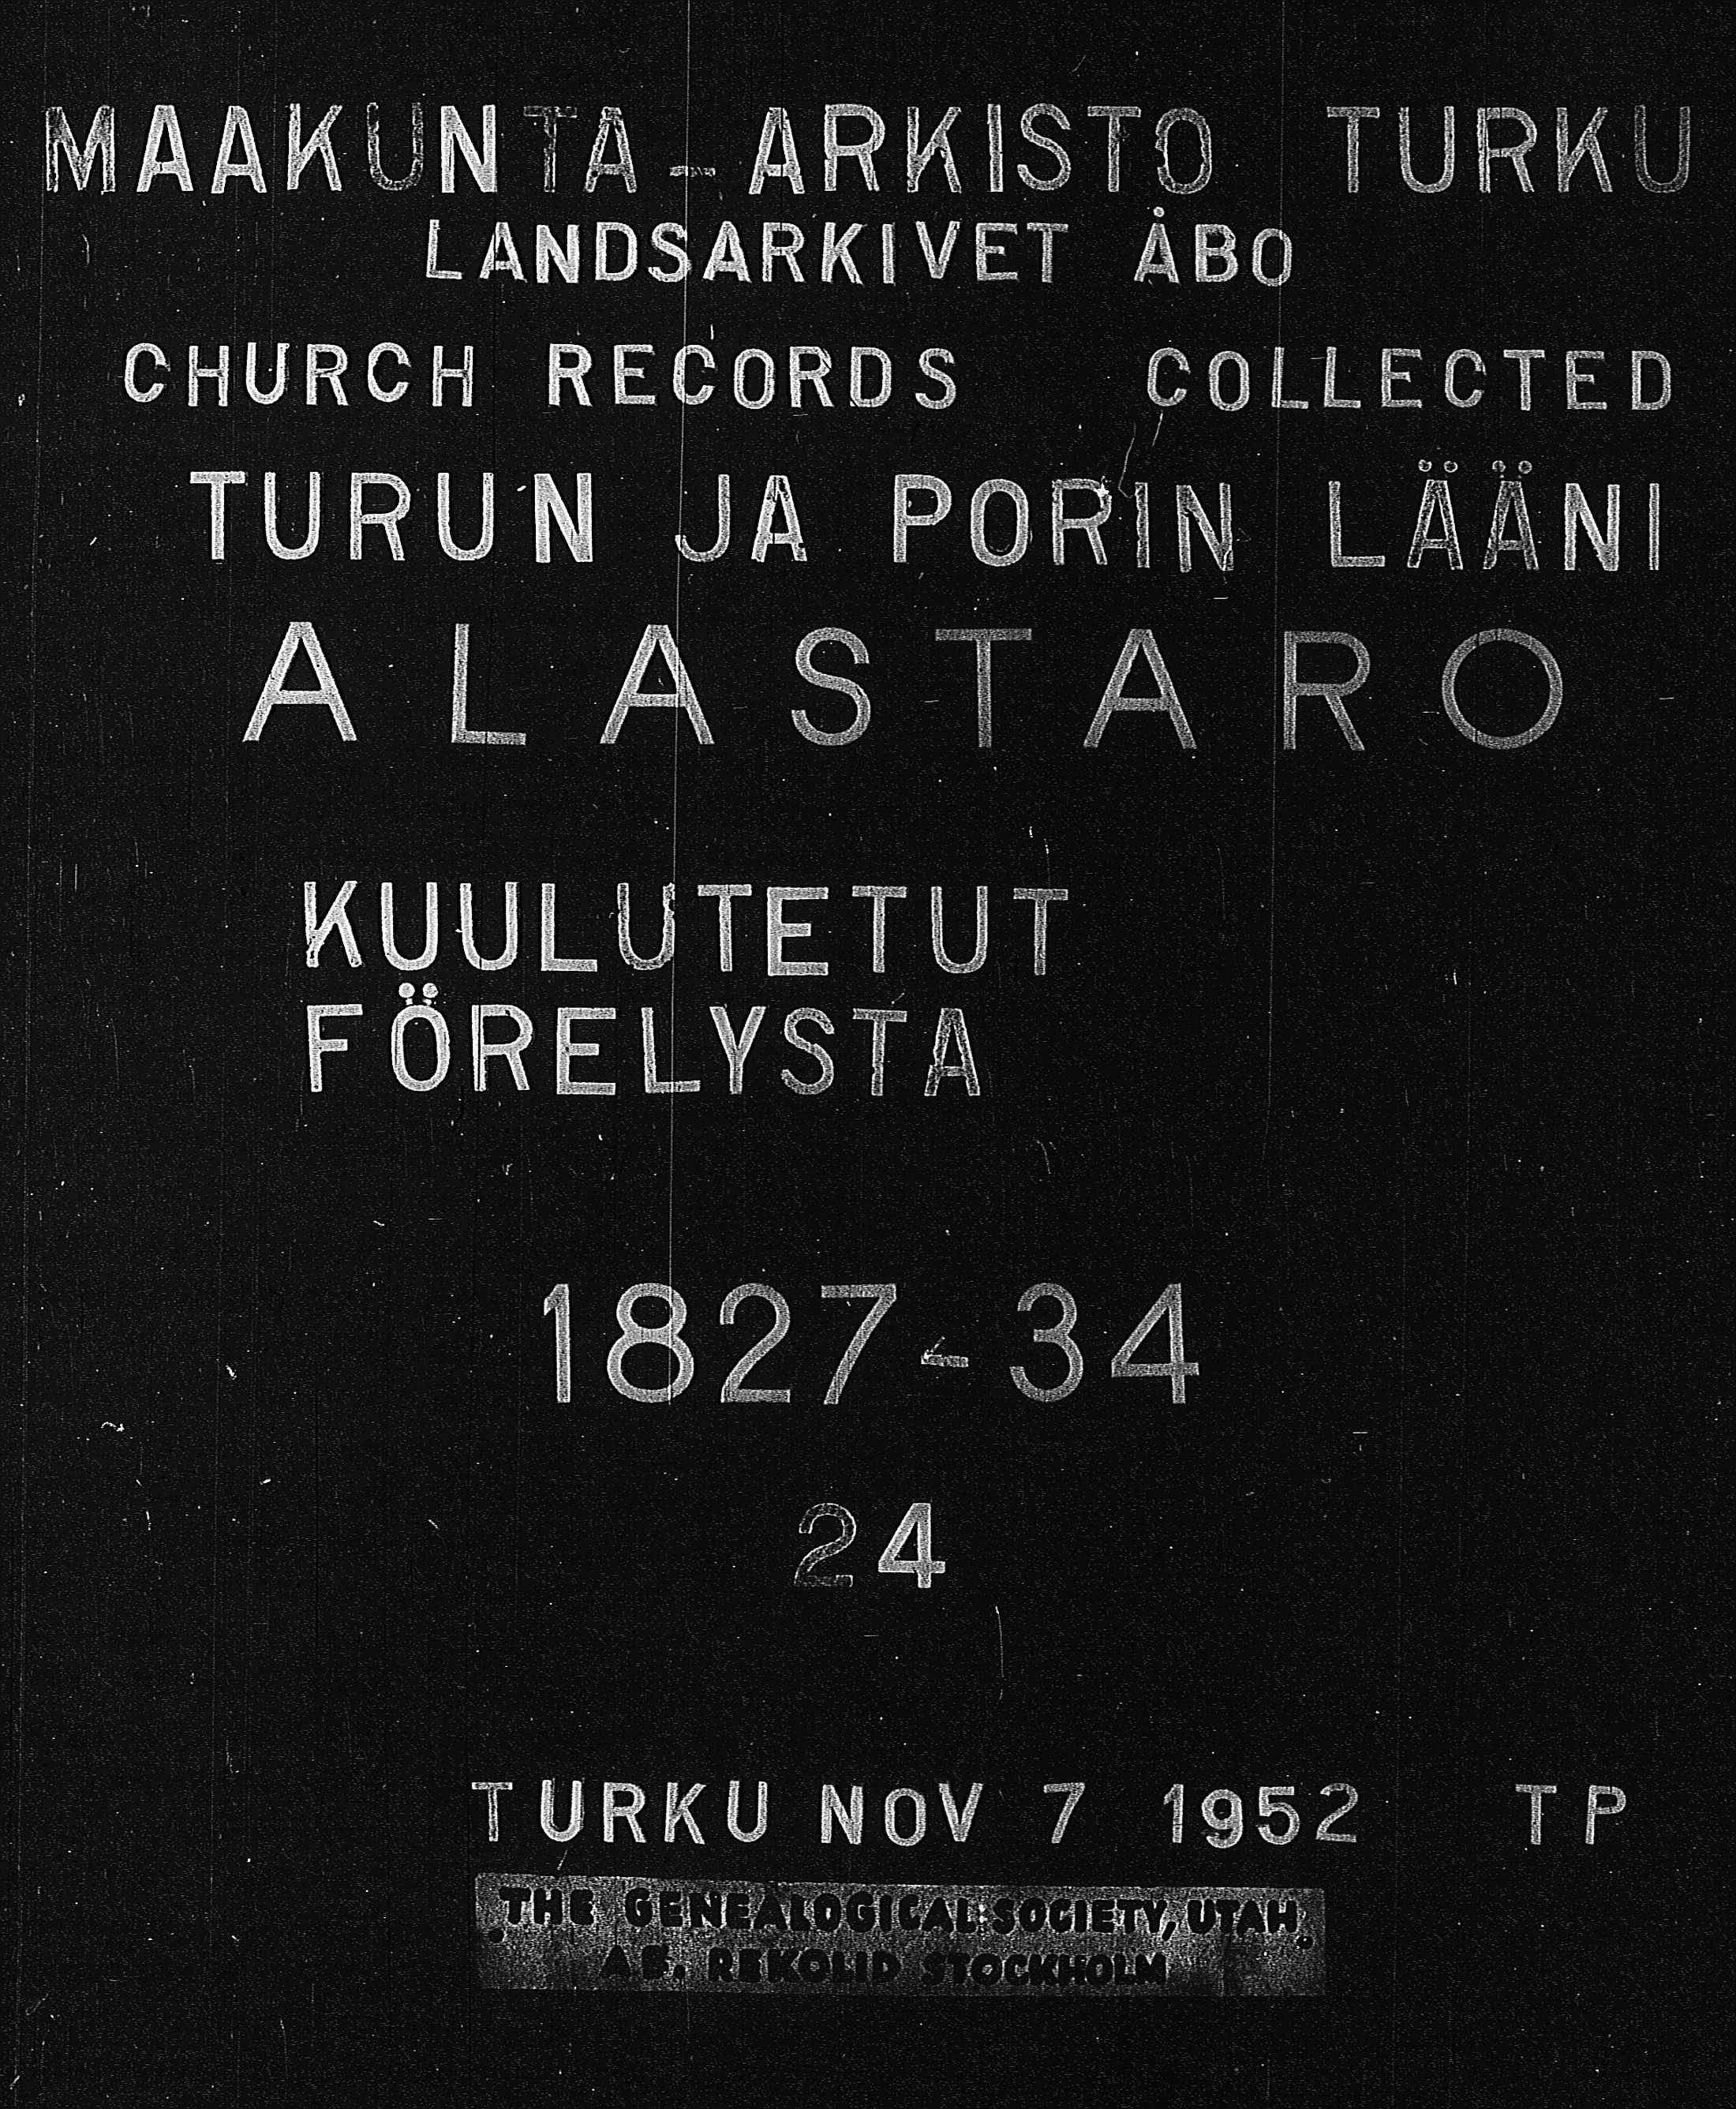 MAAKUNTA-ARKISTO TURKU
LANDSARKIVET ÅBO
CHURCH RECORDS COLLECTED
TURUN JA PORIN LÄÄNI
ALASTARO
KUULUTETUT
FÖRELYSTA
1827-34
24
TURKU NOV 7 1952 TP
THE GENEALOGICAL SOCIETY, UTAH.
AB. REKOLID STOCKHOLM